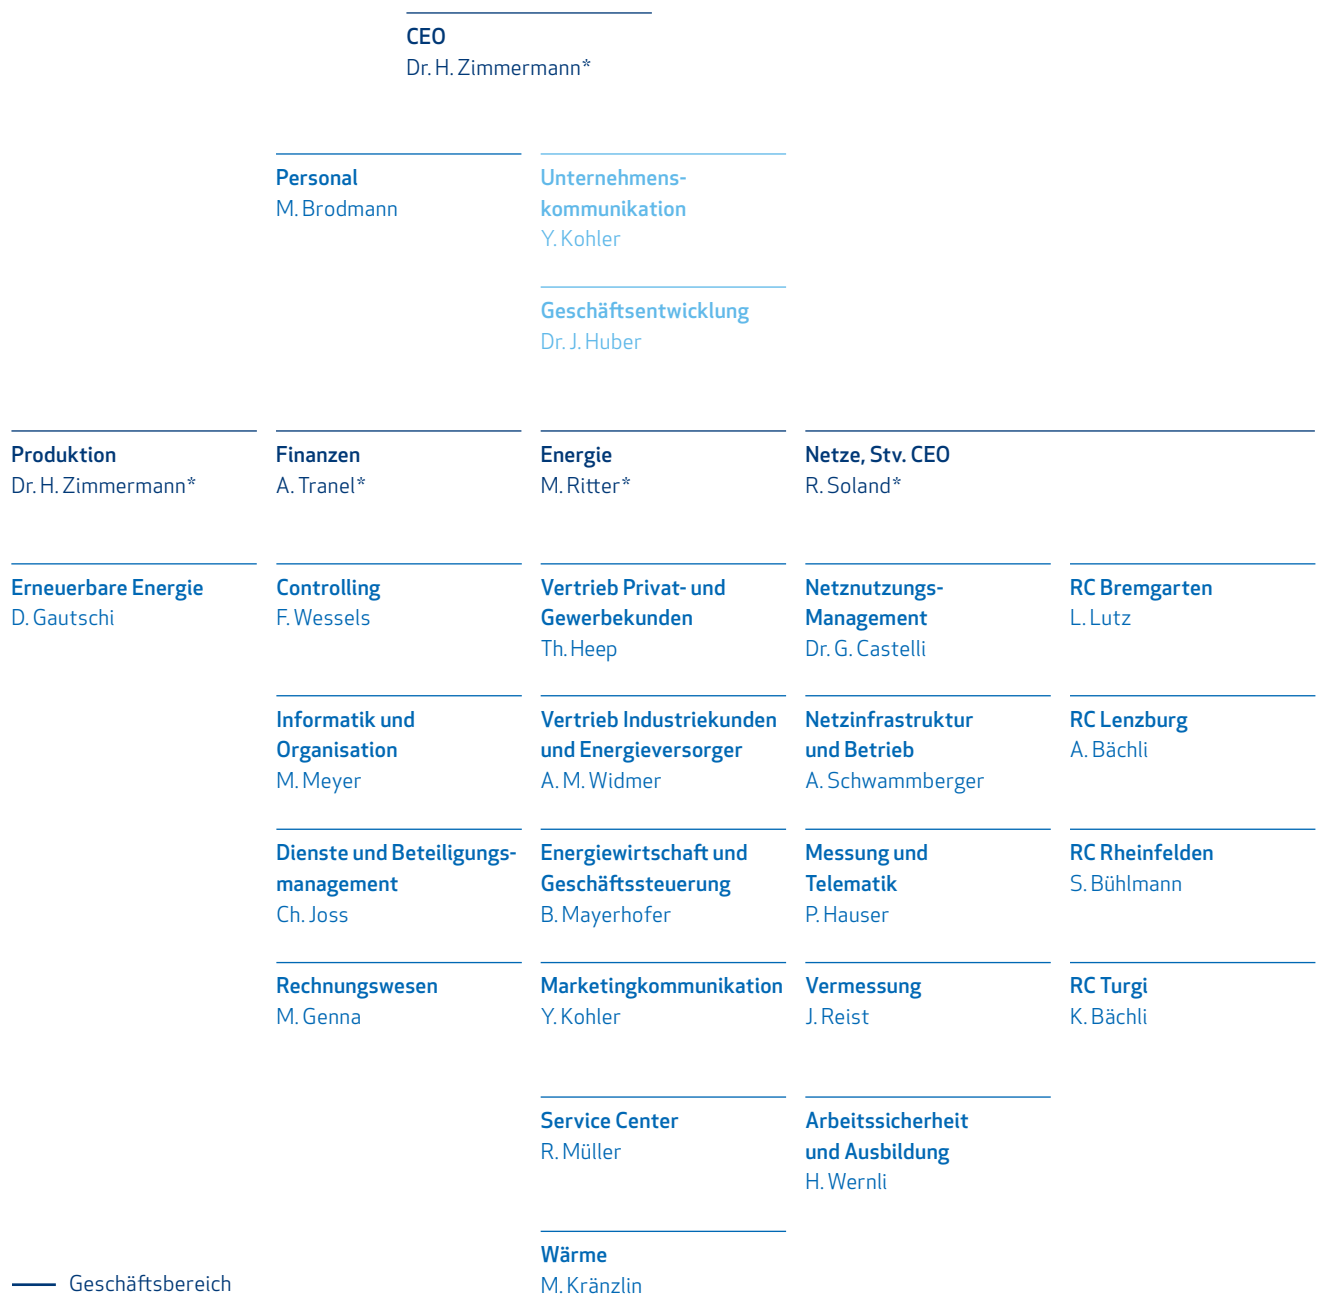 CEO
Dr. H. Zimmermann*
Personal
M. Brodmann
Unternehmens-
kommunikation
Y. Kohler
Geschäftsentwicklung
Dr. J. Huber
Produktion
Dr. H. Zimmermann*
Finanzen
A. Tranel*
Energie
M. Ritter*
Netze, Stv. CEO
R. Soland*
Erneuerbare Energie
D. Gautschi
Controlling
F. Wessels
Vertrieb Privat- und
Gewerbekunden
Th. Heep
Netznutzungs-
Management
Dr. G. Castelli
RC Bremgarten
L. Lutz
Informatik und
Organisation
M. Meyer
Vertrieb Industriekunden
und Energieversorger
A. M. Widmer
Netzinfrastruktur
und Betrieb
A. Schwammberger
RC Lenzburg
A. Bächli
Dienste und Beteiligungs-
management
Ch. Joss
Energiewirtschaft und
Geschäftssteuerung
B. Mayerhofer
Messung und
Telematik
P. Hauser
RC Rheinfelden
S. Bühlmann
Rechnungswesen
M. Genna
Marketingkommunikation
Y. Kohler
Vermessung
J. Reist
RC Turgi
K. Bächli
Service Center
R. Müller
Arbeitssicherheit
und Ausbildung
H. Wernli
Wärme
M. Kränzlin
Geschäftsbereich